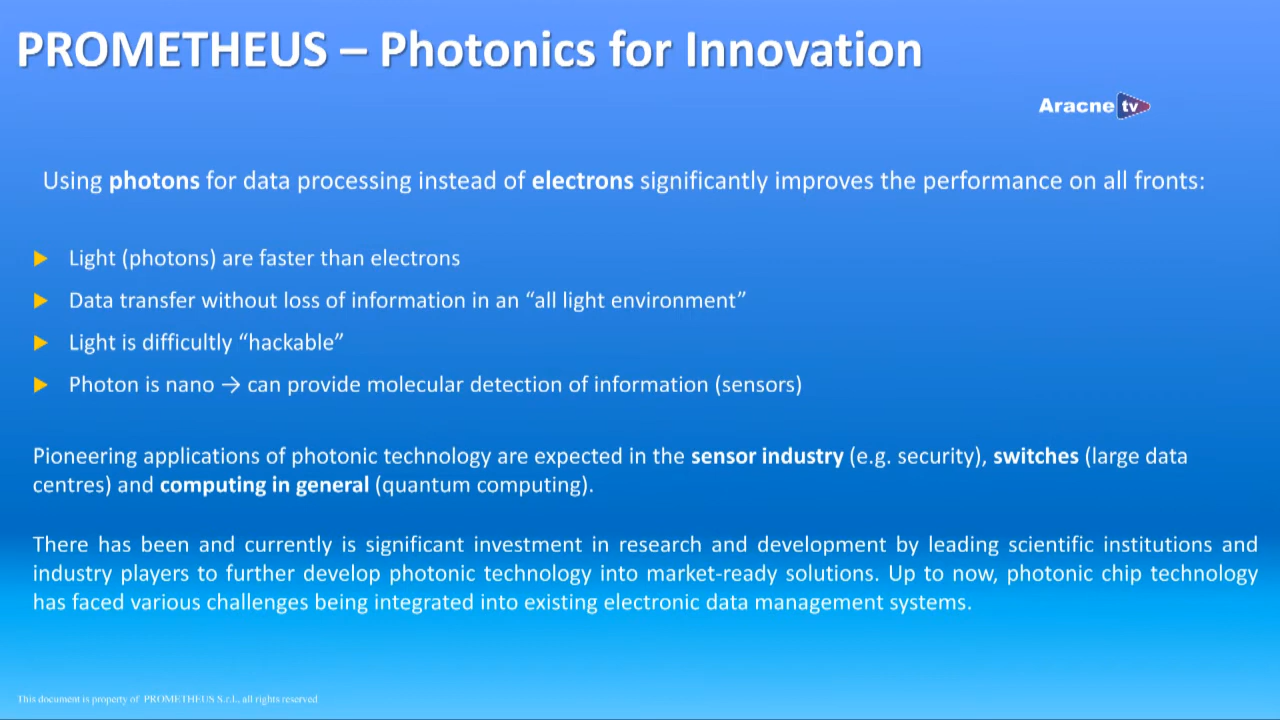 PROMETHEUS – Photonics for Innovation
Aracne tv
Using photons for data processing instead of electrons significantly improves the performance on all fronts:
Light (photons) are faster than electrons
Data transfer without loss of information in an “all light environment”
Light is difficultly “hackable”
Photon is nano → can provide molecular detection of information (sensors)
Pioneering applications of photonic technology are expected in the sensor industry (e.g. security), switches (large data
centres) and computing in general (quantum computing).
There has been and currently is significant investment in research and development by leading scientific institutions and
industry players to further develop photonic technology into market-ready solutions. Up to now, photonic chip technology
has faced various challenges being integrated into existing electronic data management systems.
This document is property of PROMETHEUS S.r.l., all rights reserved